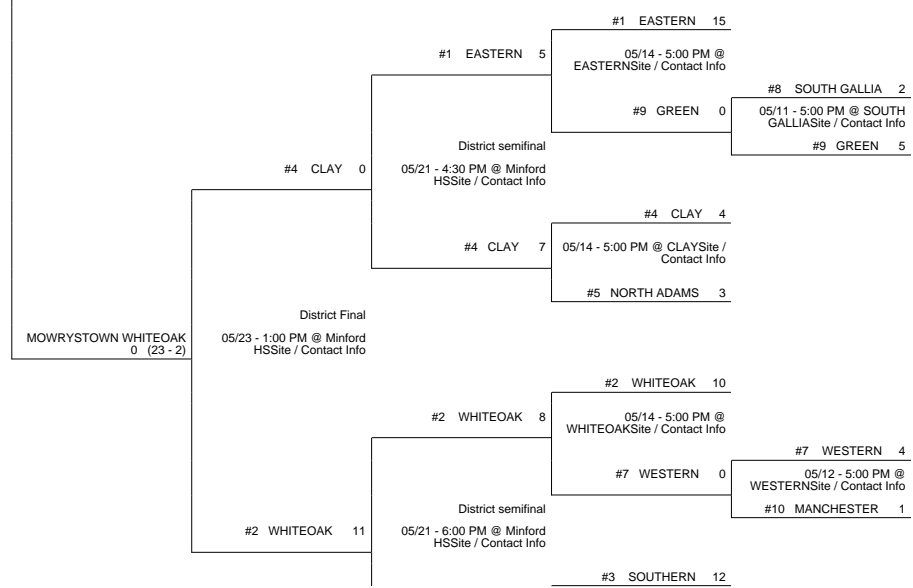 #1 EASTERN 15
#1 EASTERN 5
05/14 - 5:00 PM @
EASTERNSite / Contact Info
#8 SOUTH GALLIA 2
#9 GREEN 0
05/11 - 5:00 PM @ SOUTH
GALLIASite / Contact Info
#9 GREEN 5
District semifinal
#4 CLAY 0
05/21 - 4:30 PM @ Minford
HSSite / Contact Info
#4 CLAY 4
#4 CLAY 7
05/14 - 5:00 PM @ CLAYSite /
Contact Info
#5 NORTH ADAMS 3
District Final
MOWRYSTOWN WHITEOAK
0 (23 - 2)
05/23 - 1:00 PM @ Minford
HSSite / Contact Info
#2 WHITEOAK 10
#2 WHITEOAK 8
05/14 - 5:00 PM @
WHITEOAKSite / Contact Info
#7 WESTERN 4
#7 WESTERN 0
05/12 - 5:00 PM @
WESTERNSite / Contact Info
#10 MANCHESTER 1
District semifinal
#2 WHITEOAK 11
05/21 - 6:00 PM @ Minford
HSSite / Contact Info
#3 SOUTHERN 12